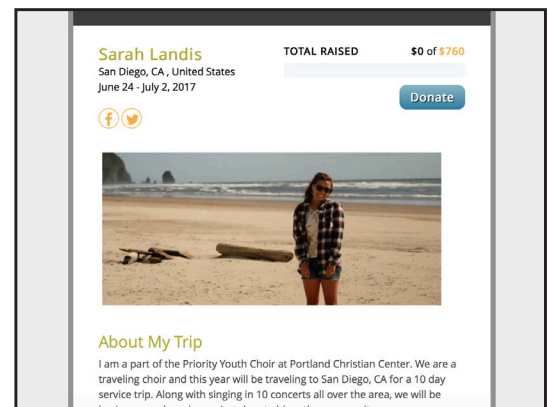 Sarah Landis
San Diego, CA , United States
June 24 - July 2, 2017
TOTAL RAISED $0 of $760
Donate
About My Trip
I am a part of the Priority Youth Choir at Portland Christian Center. We are a
traveling choir and this year will be traveling to San Diego, CA for a 10 day
service trip. Along with singing in 10 concerts all over the area, we will be